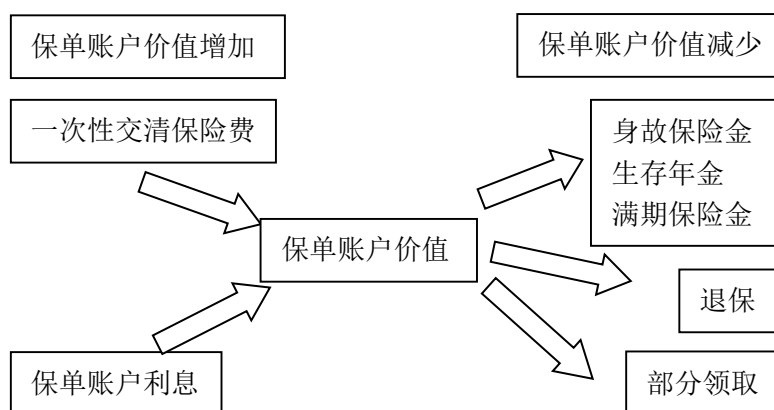 保单账户价值增加
保单账户价值减少
一次性交清保险费
身故保险金
生存年金
满期保险金
保单账户价值
退保
保单账户利息
部分领取